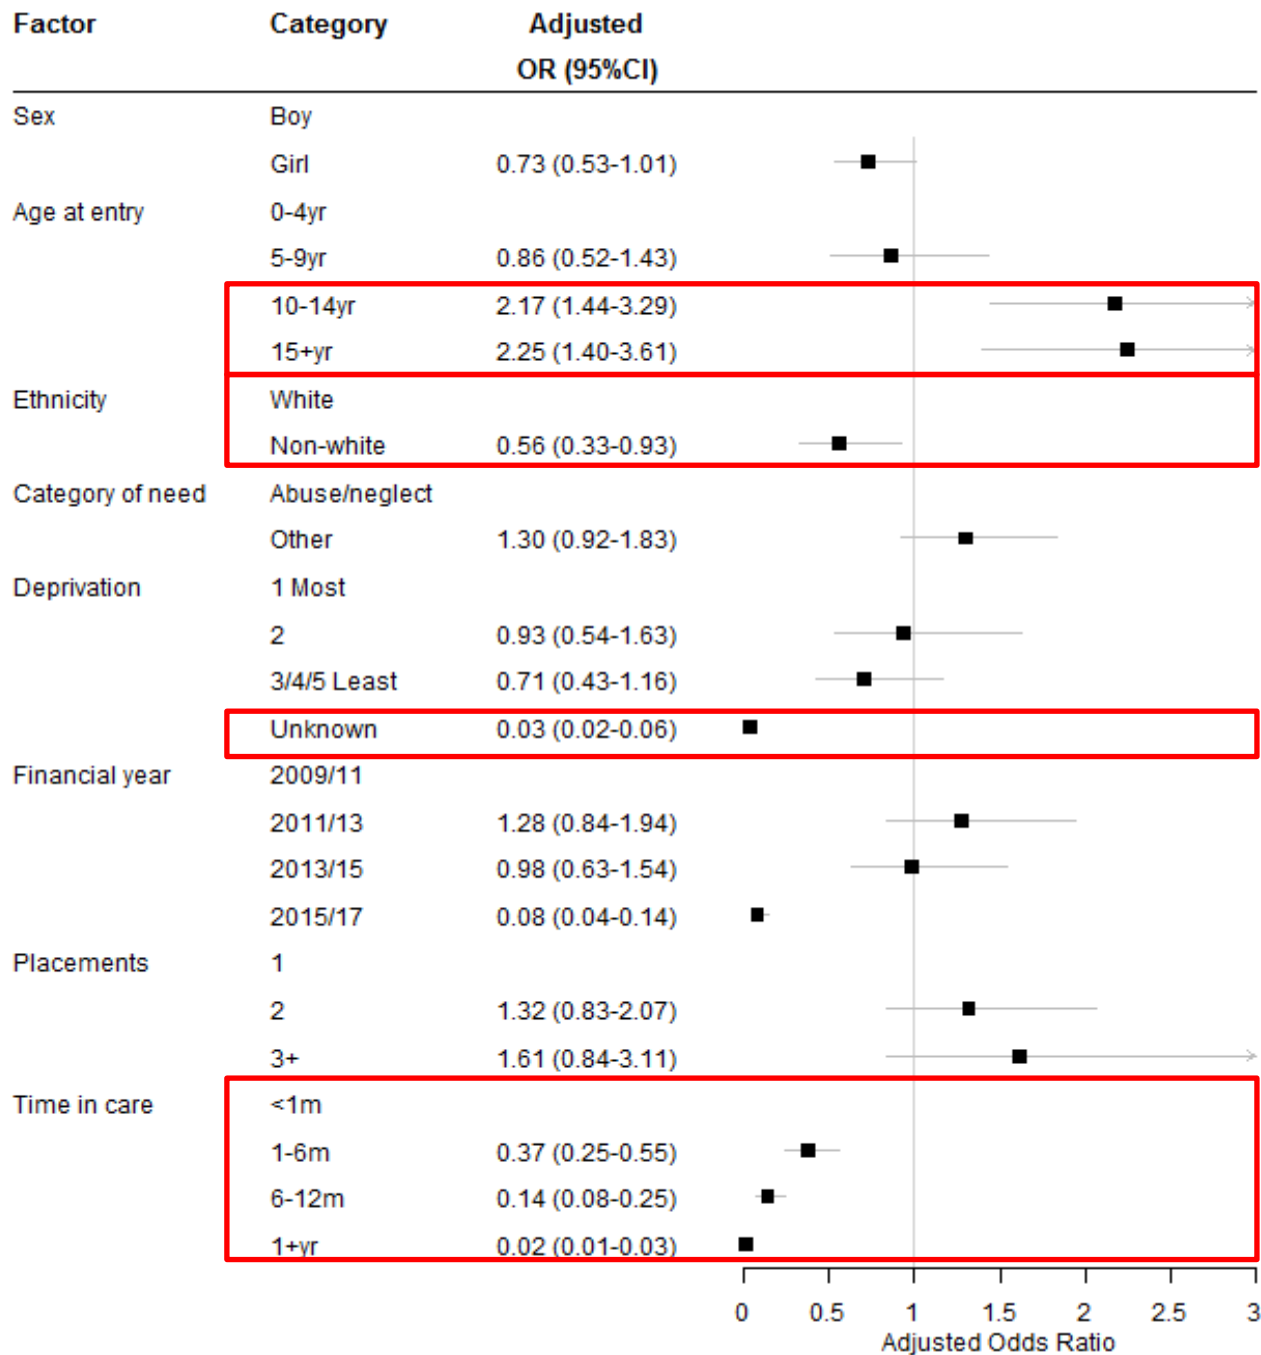 Factor Category Adjusted
OR (95%CI)
Sex Boy
Girl 0.73 (0.53-1.01)
Age at entry 0-4yr
5-9yr 0.86 (0.52-1.43)
10-14yr 2.17 (1.44-3.29)
15+yr 2.25 (1.40-3.61)
Ethnicity White
Non-white 0.56 (0.33-0.93)
Category of need Abuse/neglect
Other 1.30 (0.92-1.83)
Deprivation 1 Most
2 0.93 (0.54-1.63)
3/4/5 Least 0.71 (0.43-1.16)
Unknown 0.03 (0.02-0.06)
Financial year 2009/11
2011/13 1.28 (0.84-1.94)
2013/15 0.98 (0.63-1.54)
2015/17 0.08 (0.04-0.14)
Placements 1
2 1.32 (0.83-2.07)
3+ 1.61 (0.84-3.11)
Time in care <1m
1-6m 0.37 (0.25-0.55)
6-12m 0.14 (0.08-0.25)
1+yr 0.02 (0.01-0.03)
0 0.5 1 1.5 2 2.5 3
Adjusted Odds Ratio